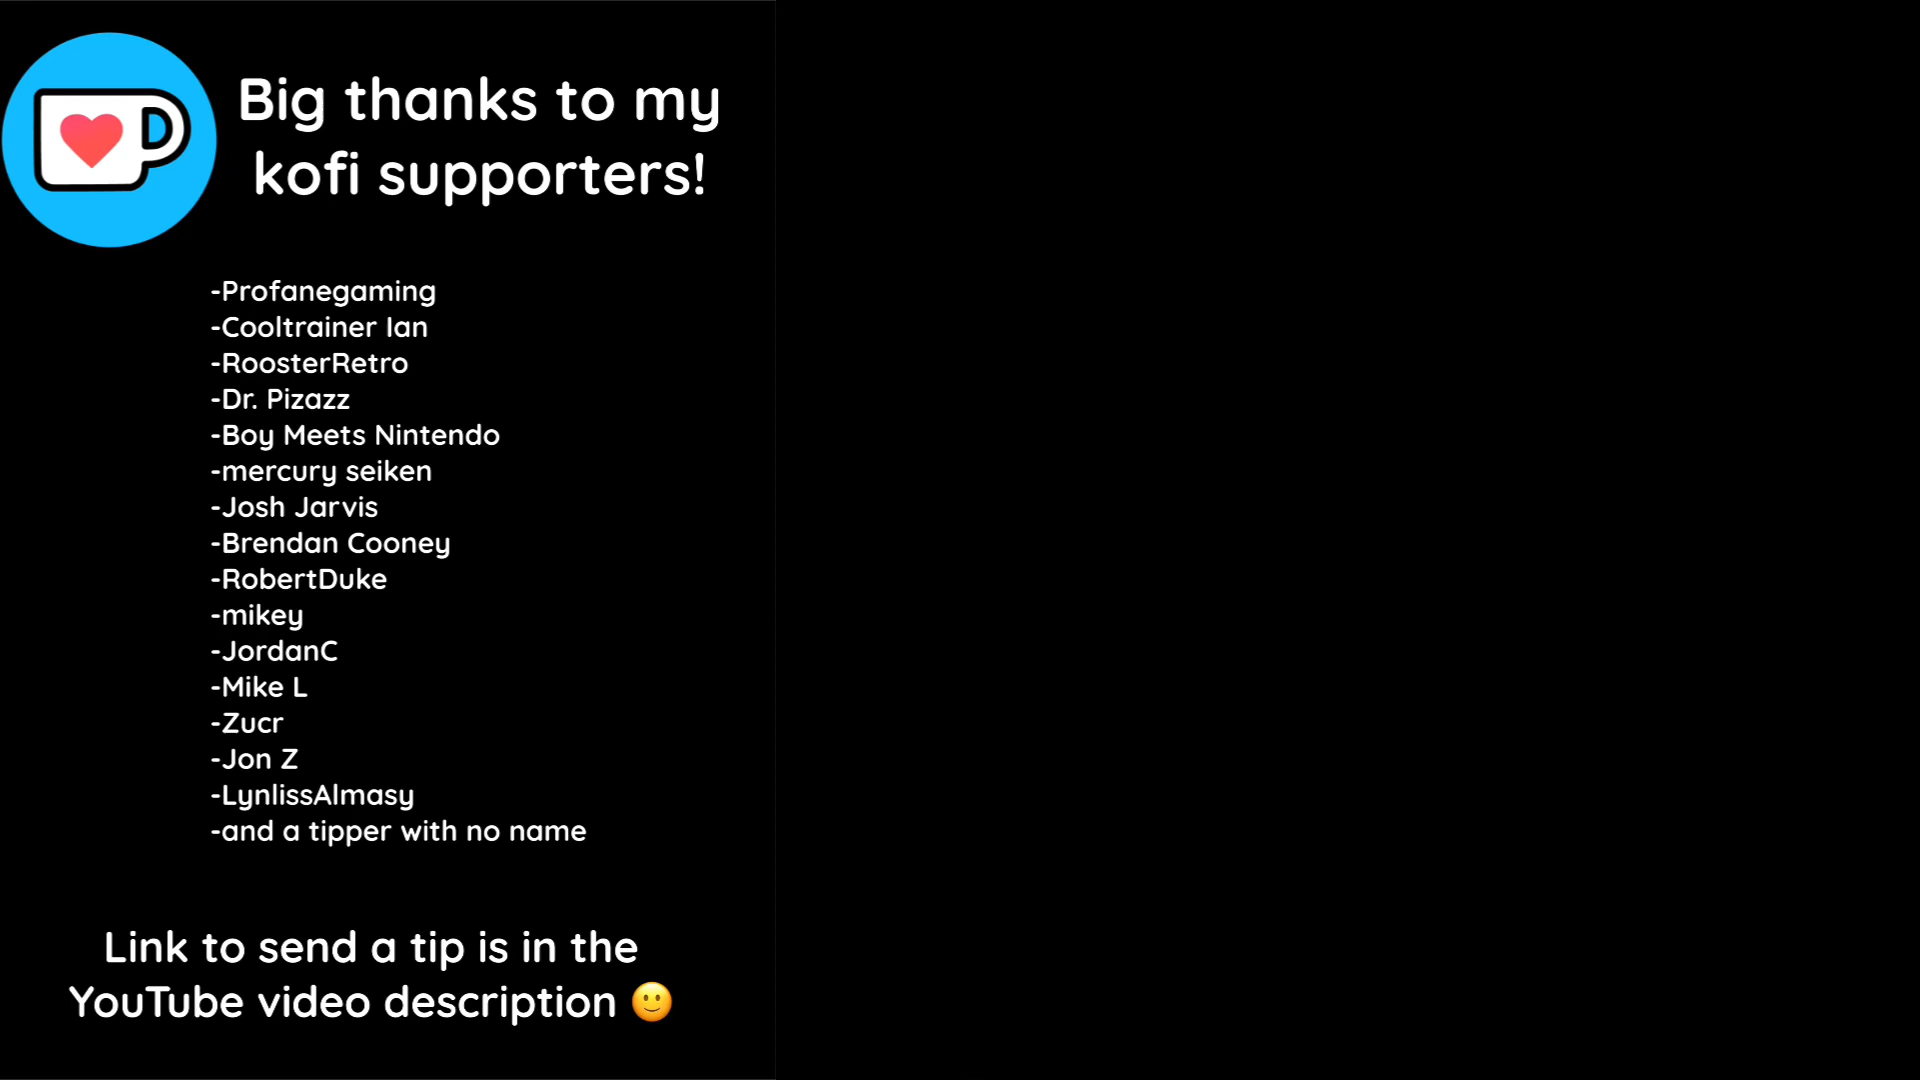 Big thanks to my
kofi supporters!
-Profanegaming
-Cooltrainer Ian
-RoosterRetro
-Dr. Pizazz
-Boy Meets Nintendo
-mercury seiken
-Josh Jarvis
-Brendan Cooney
-RobertDuke
-mikey
-JordanC
-Mike L
-Zucr
-Jon Z
-LynlissAlmasy
-and a tipper with no name
Link to send a tip is in the
YouTube video description 🙂